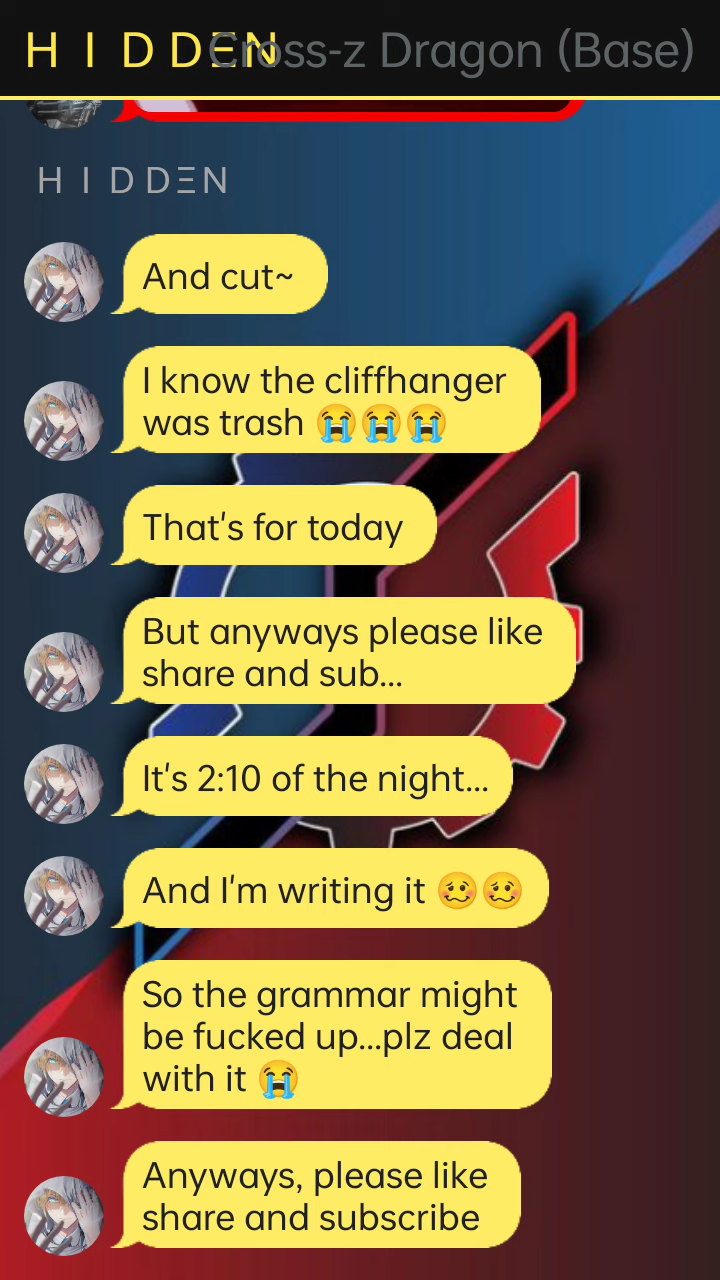 H I D DΞN
Cross-z Dragon (Base)
H I D DΞN
And cut~
I know the cliffhanger
was trash 😭😭😭
That's for today
But anyways please like
share and sub...
It's 2:10 of the night...
And I'm writing it 🥴🥴
So the grammar might
be fucked up...plz deal
with it 😭
Anyways, please like
share and subscribe